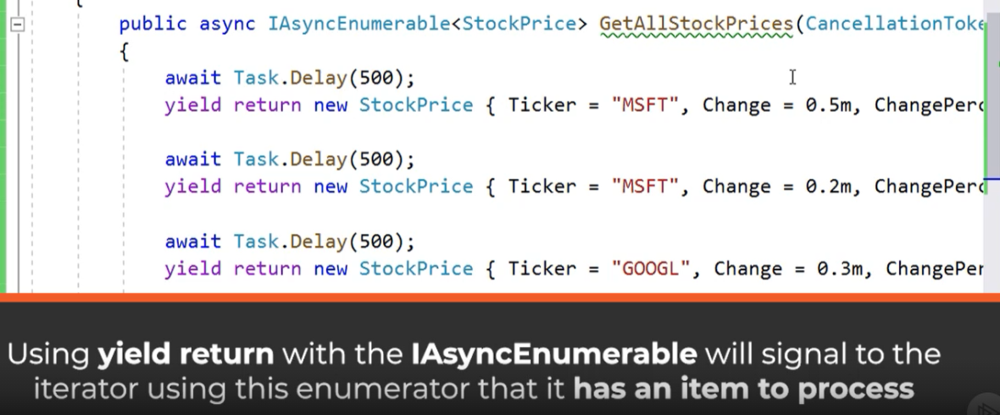 public async IAsyncEnumerable<StockPrice> GetAllStockPrices(CancellationToke
{
await Task.Delay(500);
yield return new StockPrice { Ticker = "MSFT", Change = 0.5m, ChangePerc
await Task.Delay(500);
yield return new StockPrice { Ticker = "MSFT", Change = 0.2m, ChangePerc
await Task.Delay(500);
yield return new StockPrice { Ticker = "GOOGL", Change = 0.3m, ChangePer
Using yield return with the IAsyncEnumerable will signal to the
iterator using this enumerator that it has an item to process